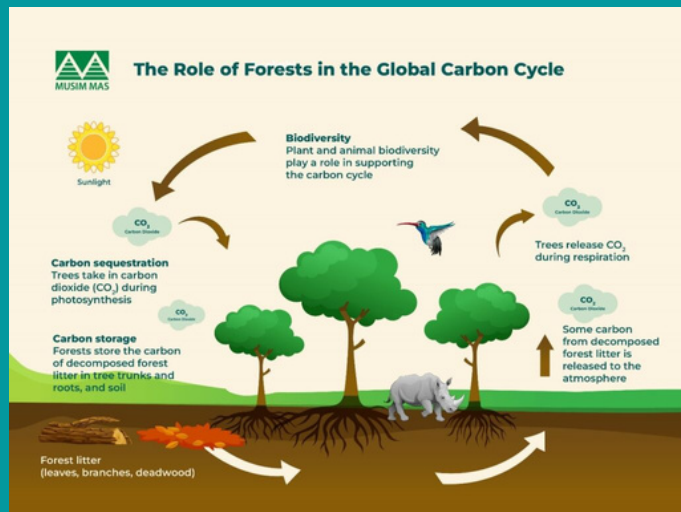 MUSIM MAS
The Role of Forests in the Global Carbon Cycle
Sunlight
Biodiversity
Plant and animal biodiversity
play a role in supporting
the carbon cycle
CO₂
Carbon Dioxide
Carbon sequestration
Trees take in carbon
dioxide (CO₂) during
photosynthesis
CO₂
Carbon Dioxide
Carbon storage
Forests store the carbon
of decomposed forest
litter in tree trunks and
roots, and soil
Forest litter
(leaves, branches, deadwood)
CO₂
Carbon Dioxide
Trees release CO₂
during respiration
CO₂
Carbon Dioxide
Some carbon
from decomposed
forest litter is
released to the
atmosphere